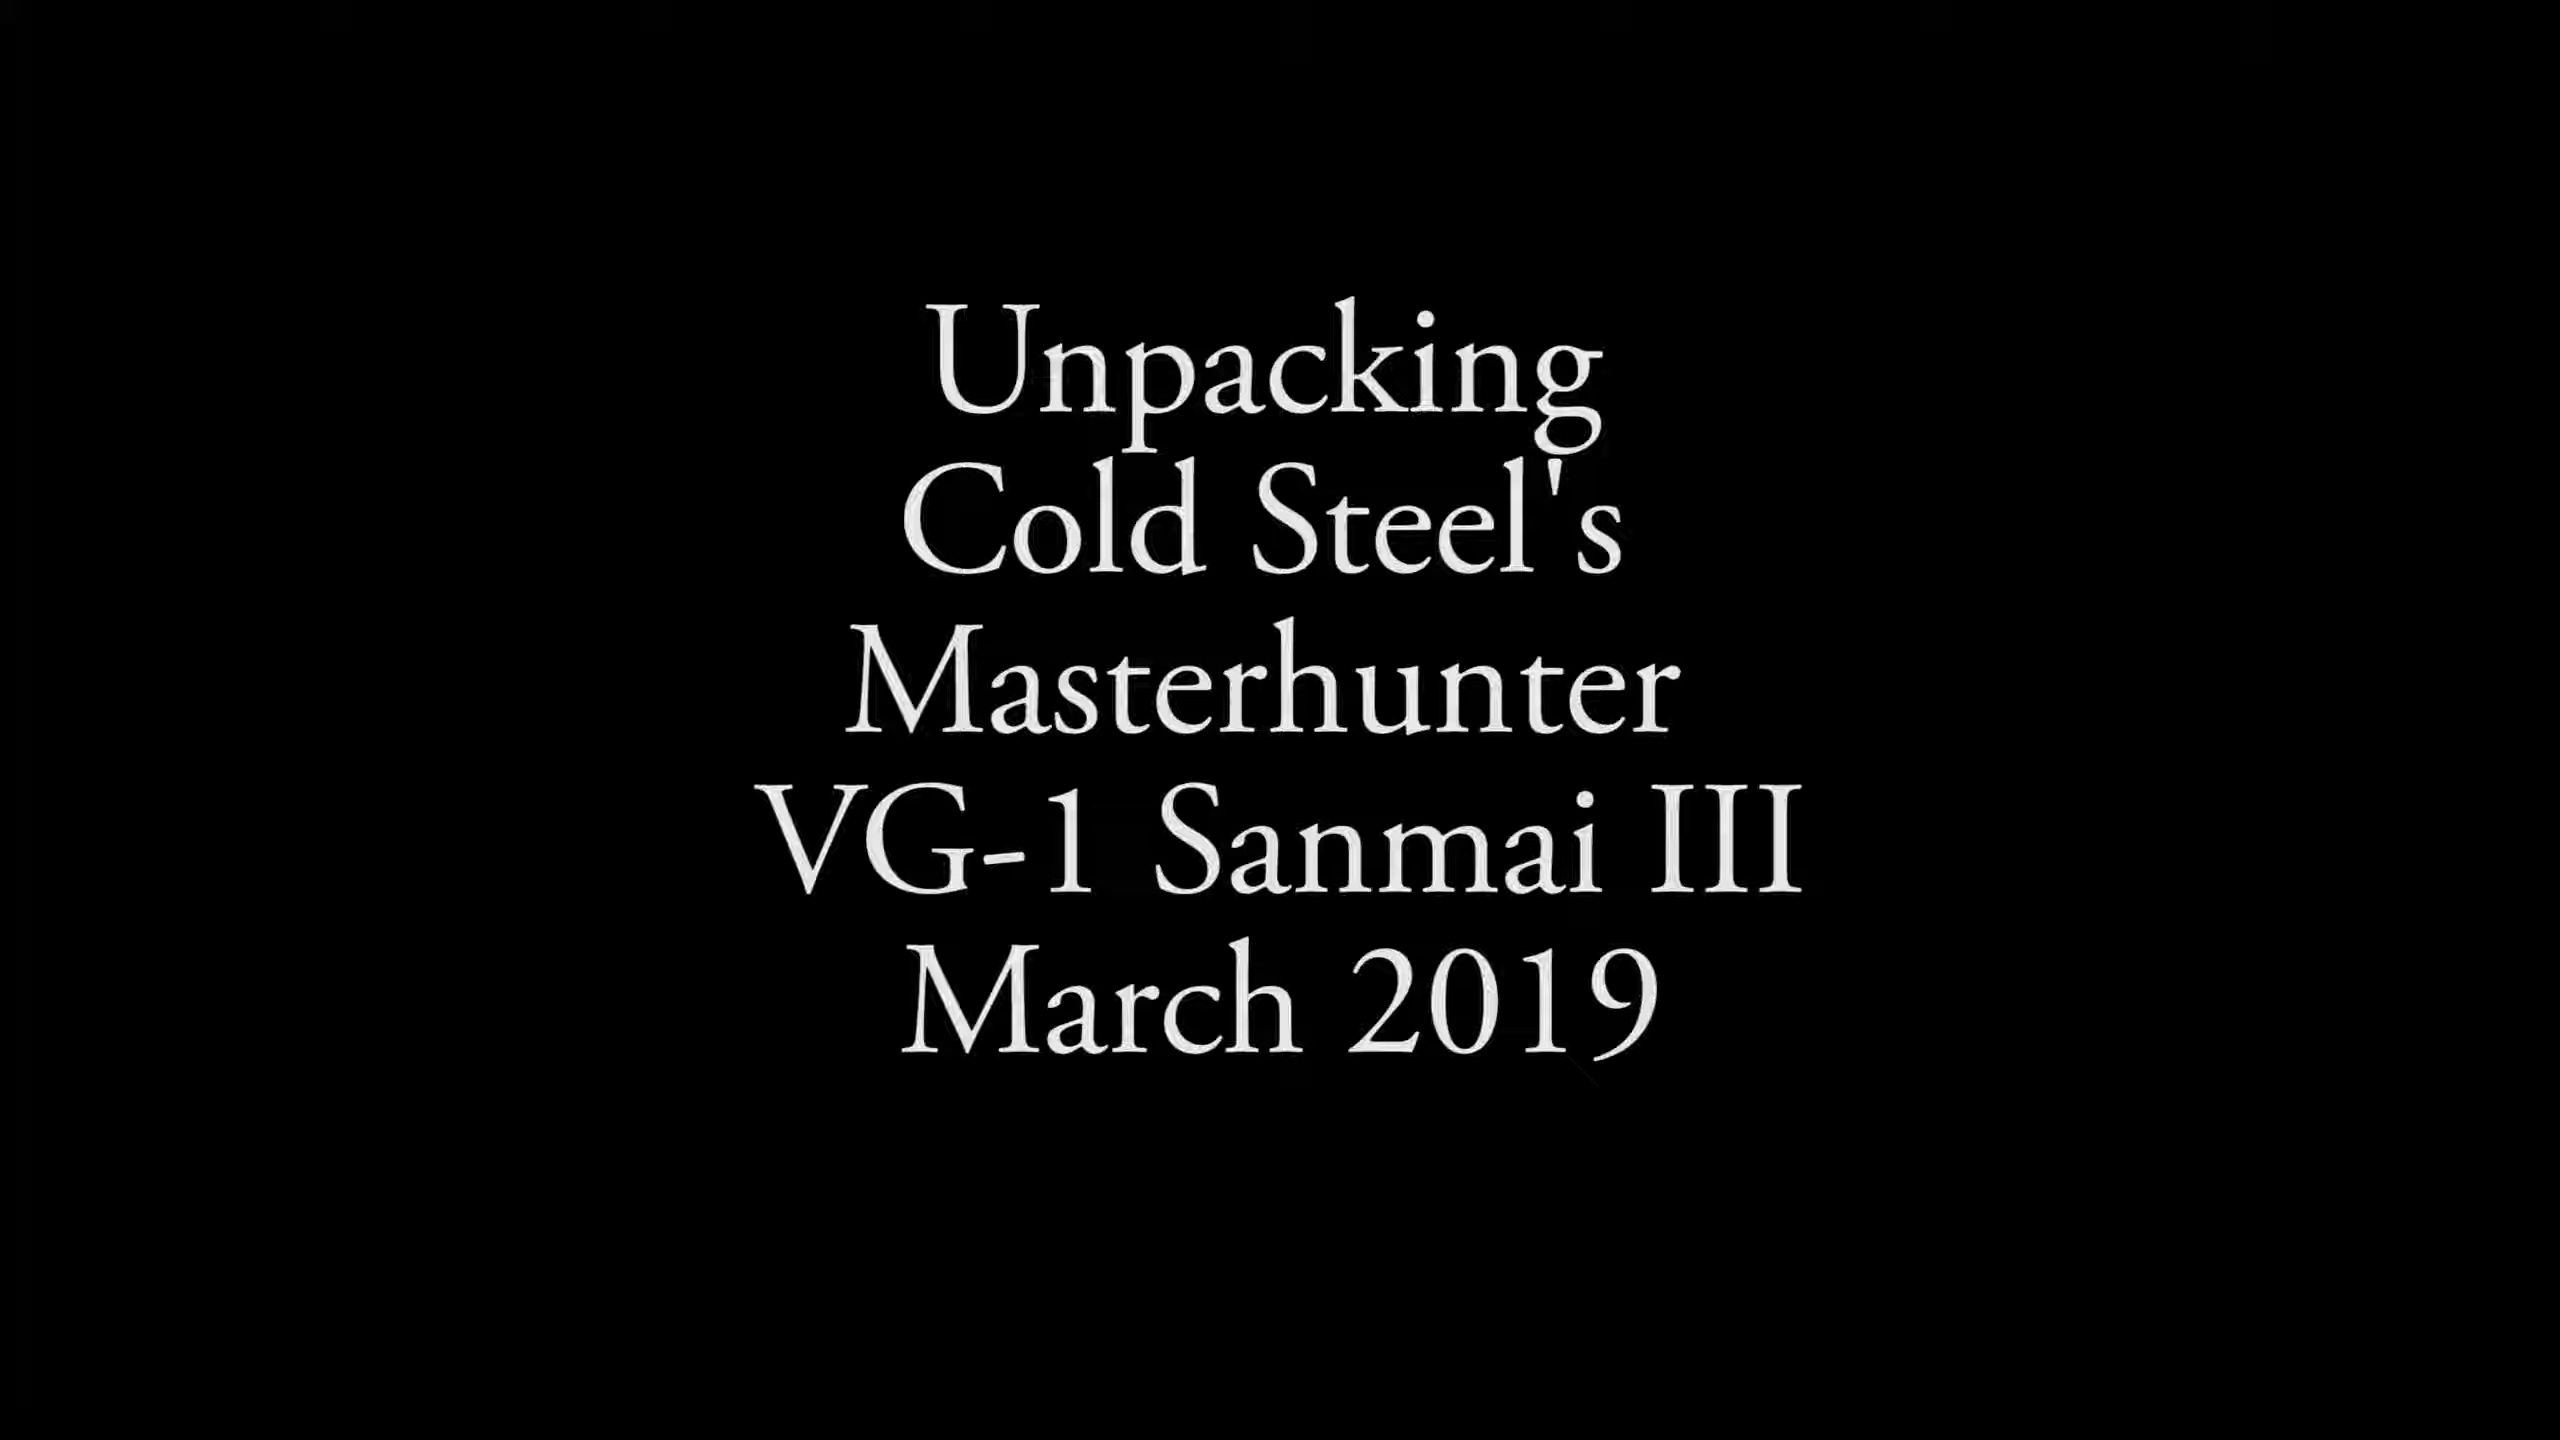 Unpacking
Cold Steel's
Masterhunter
VG-1 Sanmai III
March 2019